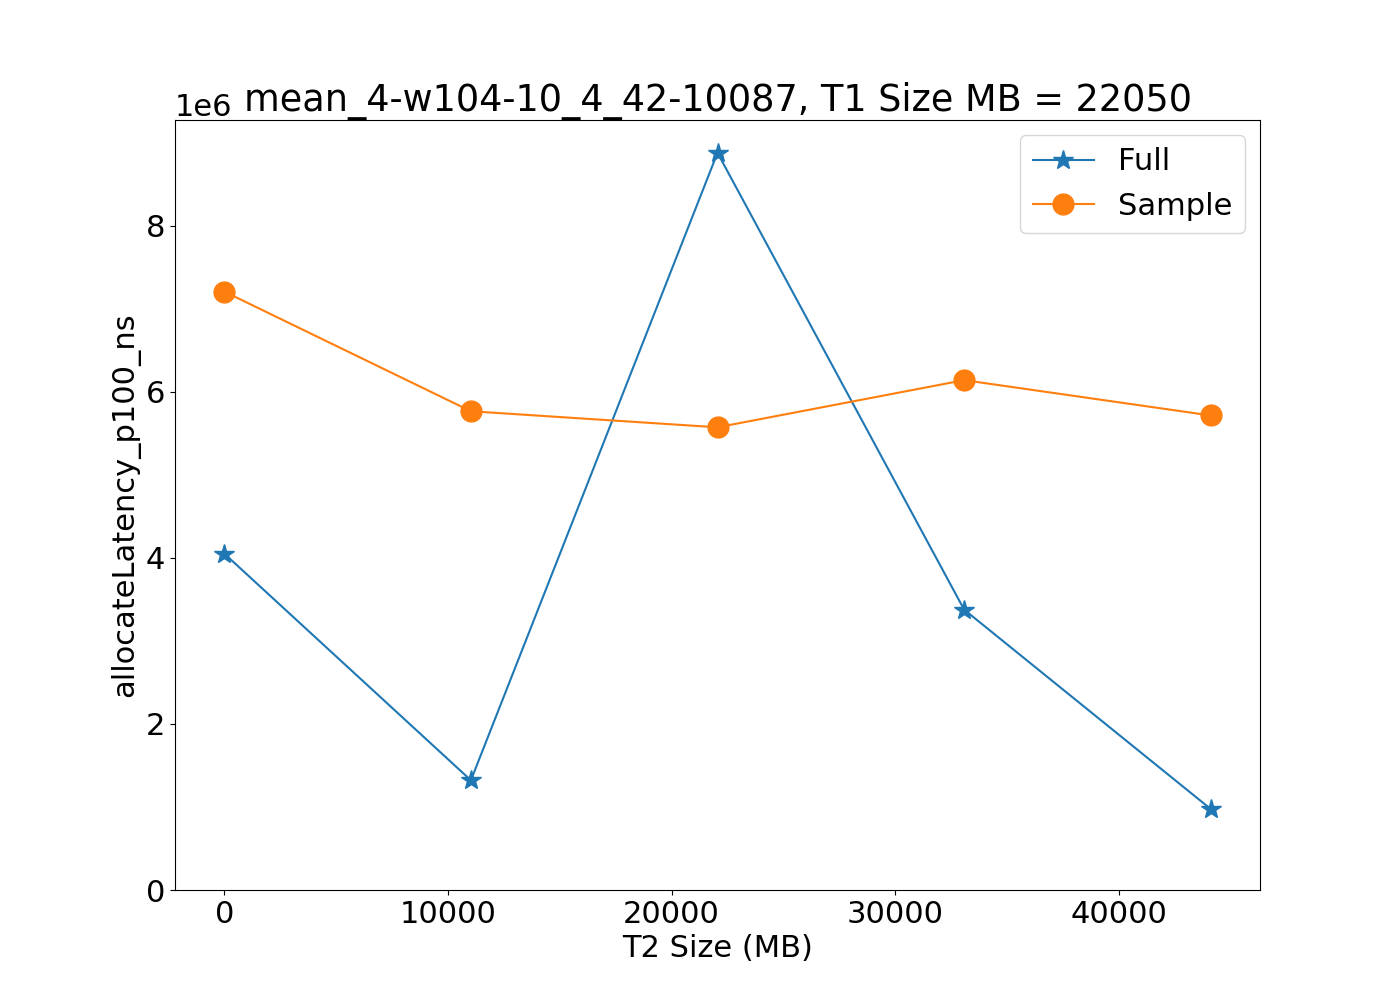 1e6 mean_4-w104-10_4_42-10087, T1 Size MB = 22050
Full
Sample
8
6
4
2
0
allocateLatency_p100_ns
0 10000 20000 30000 40000
T2 Size (MB)